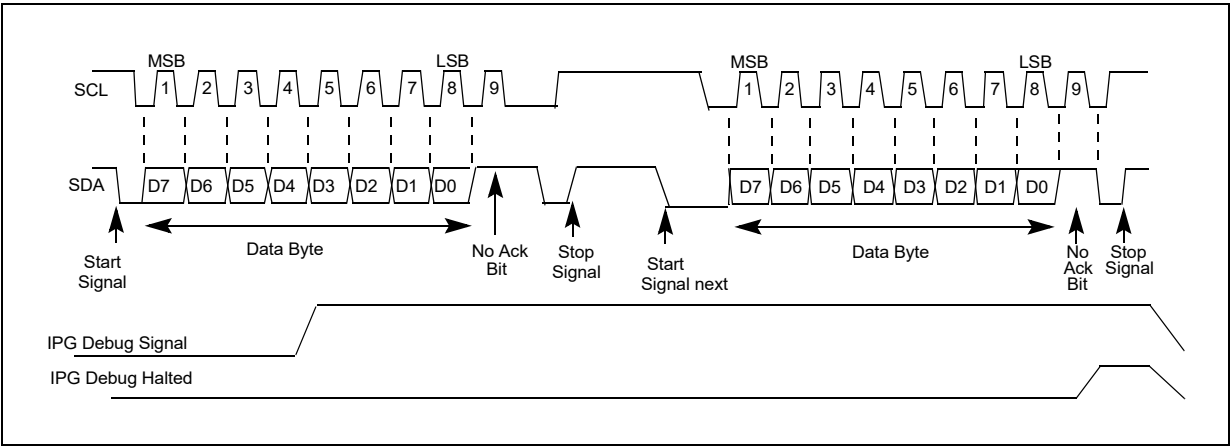 MSB LSB MSB LSB
SCL 1 2 3 4 5 6 7 8 9 1 2 3 4 5 6 7 8 9
SDA D7 D6 D5 D4 D3 D2 D1 D0 D7 D6 D5 D4 D3 D2 D1 D0
Start
Signal
Data Byte
No Ack
Bit
Stop
Signal
Start
Signal next
Data Byte
No
Ack
Bit
Stop
Signal
IPG Debug Signal
IPG Debug Halted